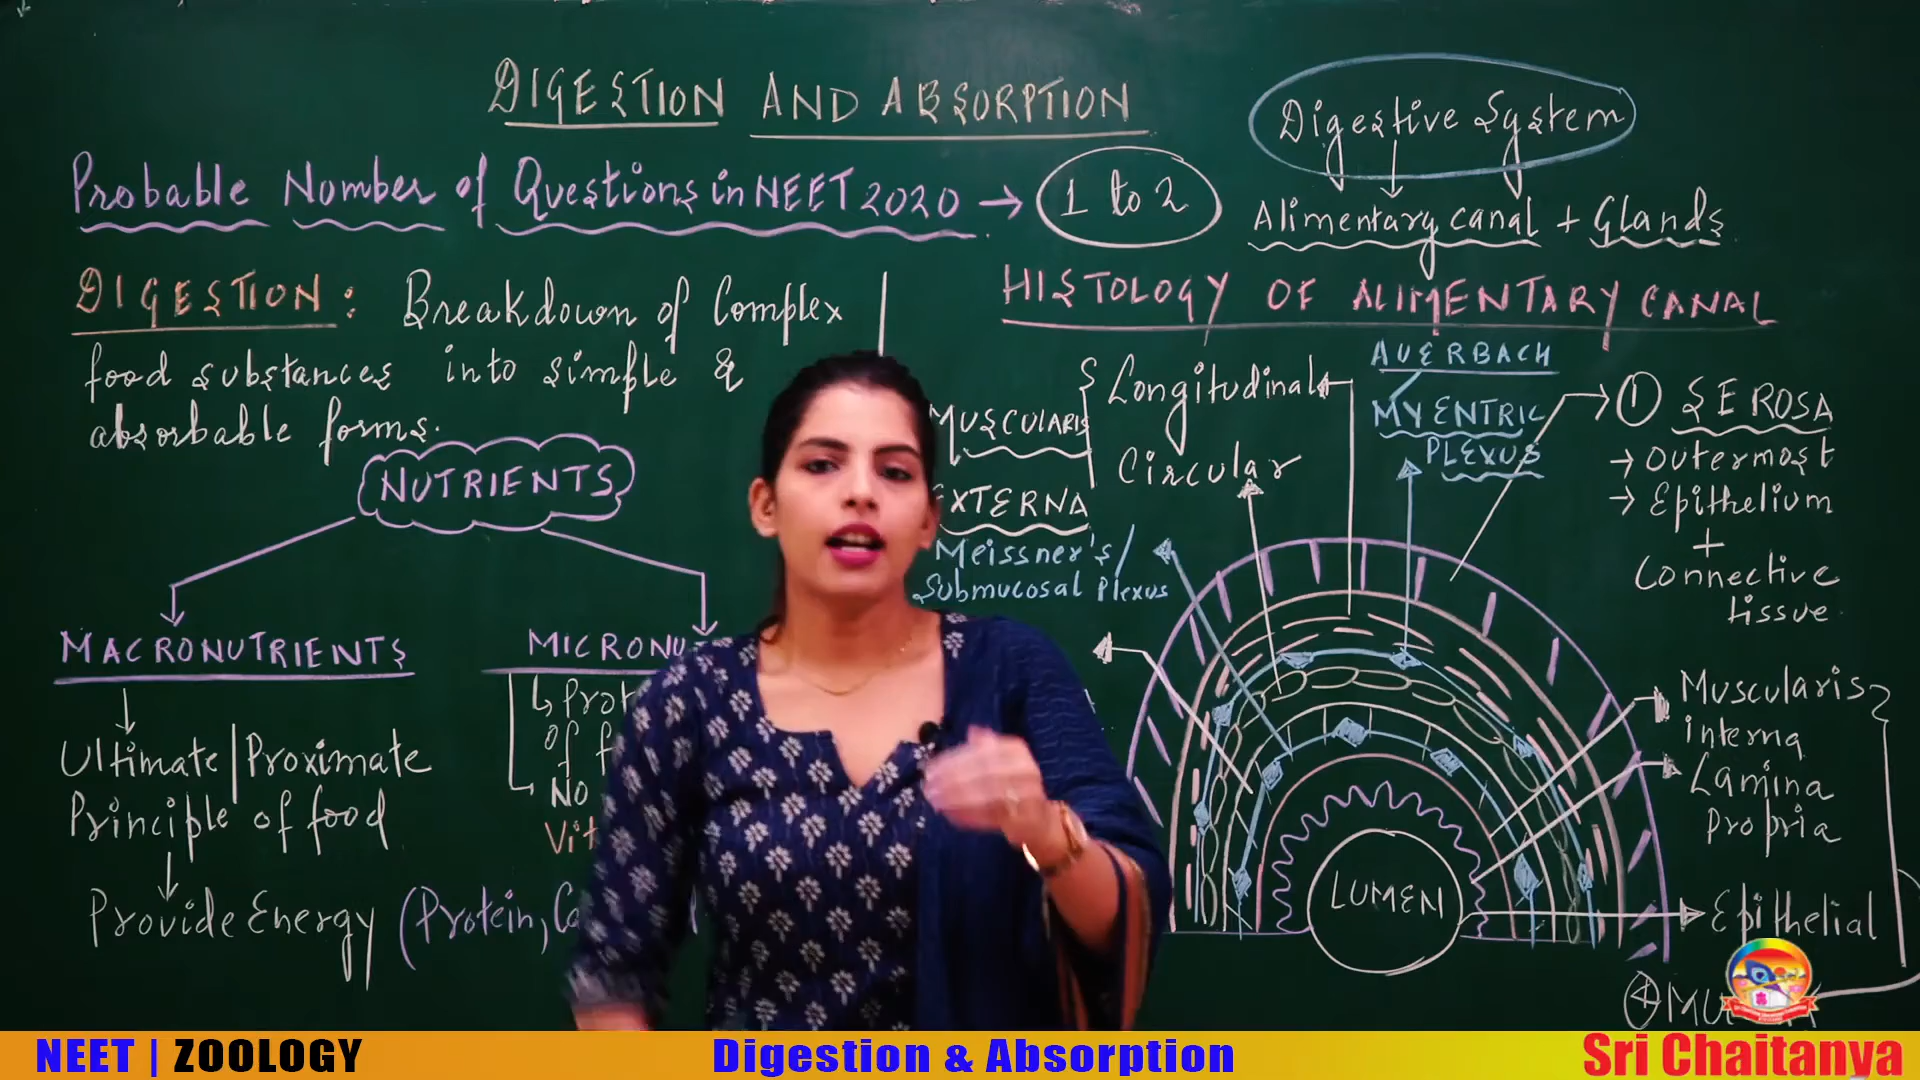 DIGESTION AND ABSORPTION
Probable Number of Questions in NEET 2020 → 1 to 2
DIGESTION: Breakdown of Complex
food substances into simple &
absorbable forms.
NUTRIENTS
MACRONUTRIENTS
Ultimate/Proximate
Principle of food
Provide Energy (Protein,
of
No
Digestive System
Alimentary canal + Glands
HISTOLOGY OF ALIMENTARY CANAL
MUSCULARIS
EXTERNA
Longitudinal
Circular
Meissner's/
Submucosal Plexus
AUERBACH
MYENTRIC
PLEXUS
① SEROSA
→ Outermost
→ Epithelium
+
Connective
tissue
Muscularis
interna
Lamina
Propria
Epithelial
LUMEN
④
NEET | ZOOLOGY
Digestion & Absorption
Sri Chaitanya